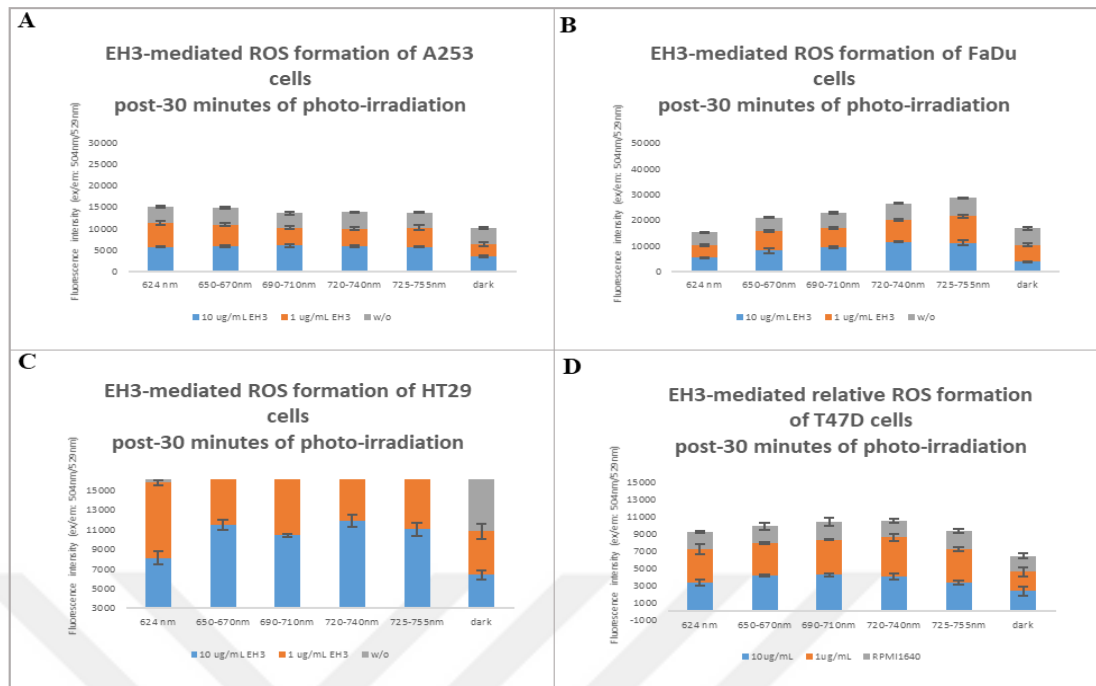 A
EH3-mediated ROS formation of A253
cells
post-30 minutes of photo-irradiation
Fluorescence intensity (ex/em: 504nm/529nm)
30000
25000
20000
15000
10000
5000
0
624 nm 650-670nm 690-710nm 720-740nm 725-755nm dark
10 ug/mL EH3 1 ug/mL EH3 w/o
B
EH3-mediated ROS formation of FaDu
cells
post-30 minutes of photo-irradiation
Fluorescence intensity (ex/em: 504nm/529nm)
50000
40000
30000
20000
10000
0
624 nm 650-670nm 690-710nm 720-740nm 725-755nm dark
10 ug/mL EH3 1 ug/mL EH3 w/o
C
EH3-mediated ROS formation of HT29
cells
post-30 minutes of photo-irradiation
Fluorescence intensity (ex/em: 504nm/529nm)
15000
13000
11000
9000
7000
5000
3000
624 nm 650-670nm 690-710nm 720-740nm 725-755nm dark
10 ug/mL EH3 1 ug/mL EH3 w/o
D
EH3-mediated relative ROS formation
of T47D cells
post-30 minutes of photo-irradiation
Fluorescence intensity (ex/em: 504nm/529nm)
15000
13000
11000
9000
7000
5000
3000
1000
-1000
624 nm 650-670nm 690-710nm 720-740nm 725-755nm dark
10ug/mL 1ug/mL RPMI1640